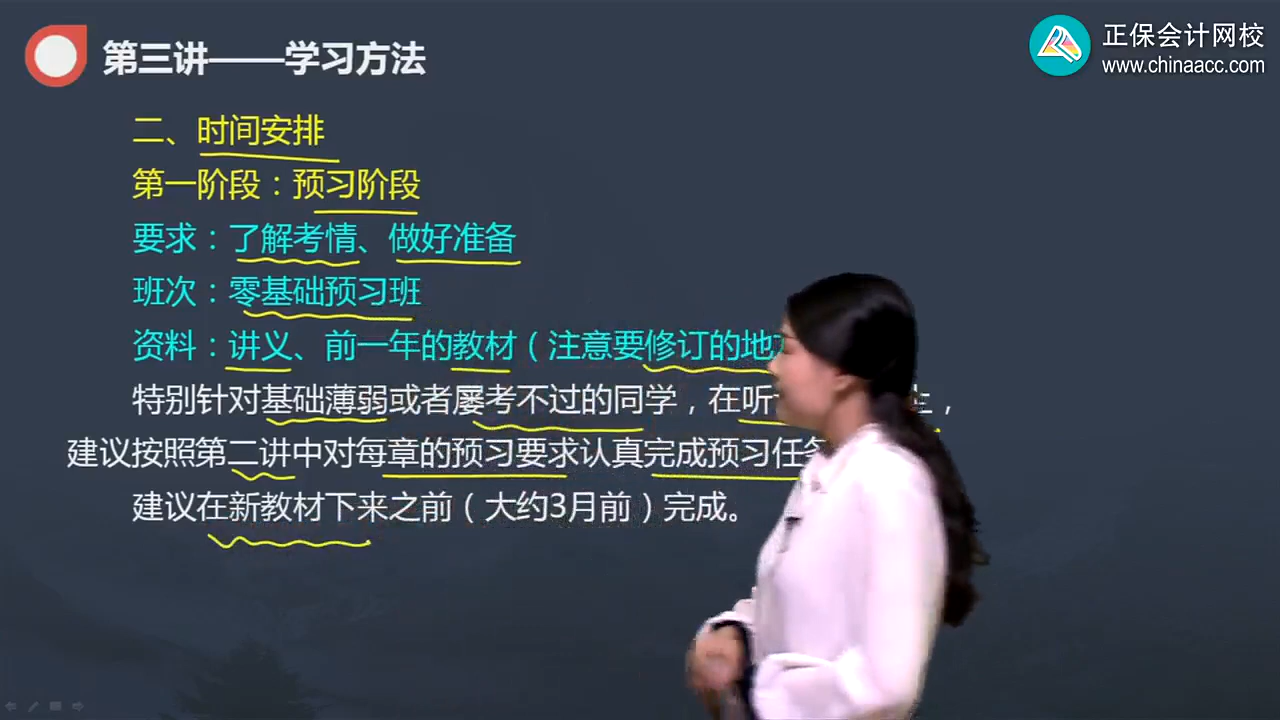 第三讲——学习方法
正保会计网校
www.chinaacc.com
二、时间安排
第一阶段：预习阶段
要求：了解考情、做好准备
班次：零基础预习班
资料：讲义、前一年的教材（注意要修订的地
特别针对基础薄弱或者屡考不过的同学，在听
建议按照第二讲中对每章的预习要求认真完成预习任务
建议在新教材下来之前（大约3月前）完成。